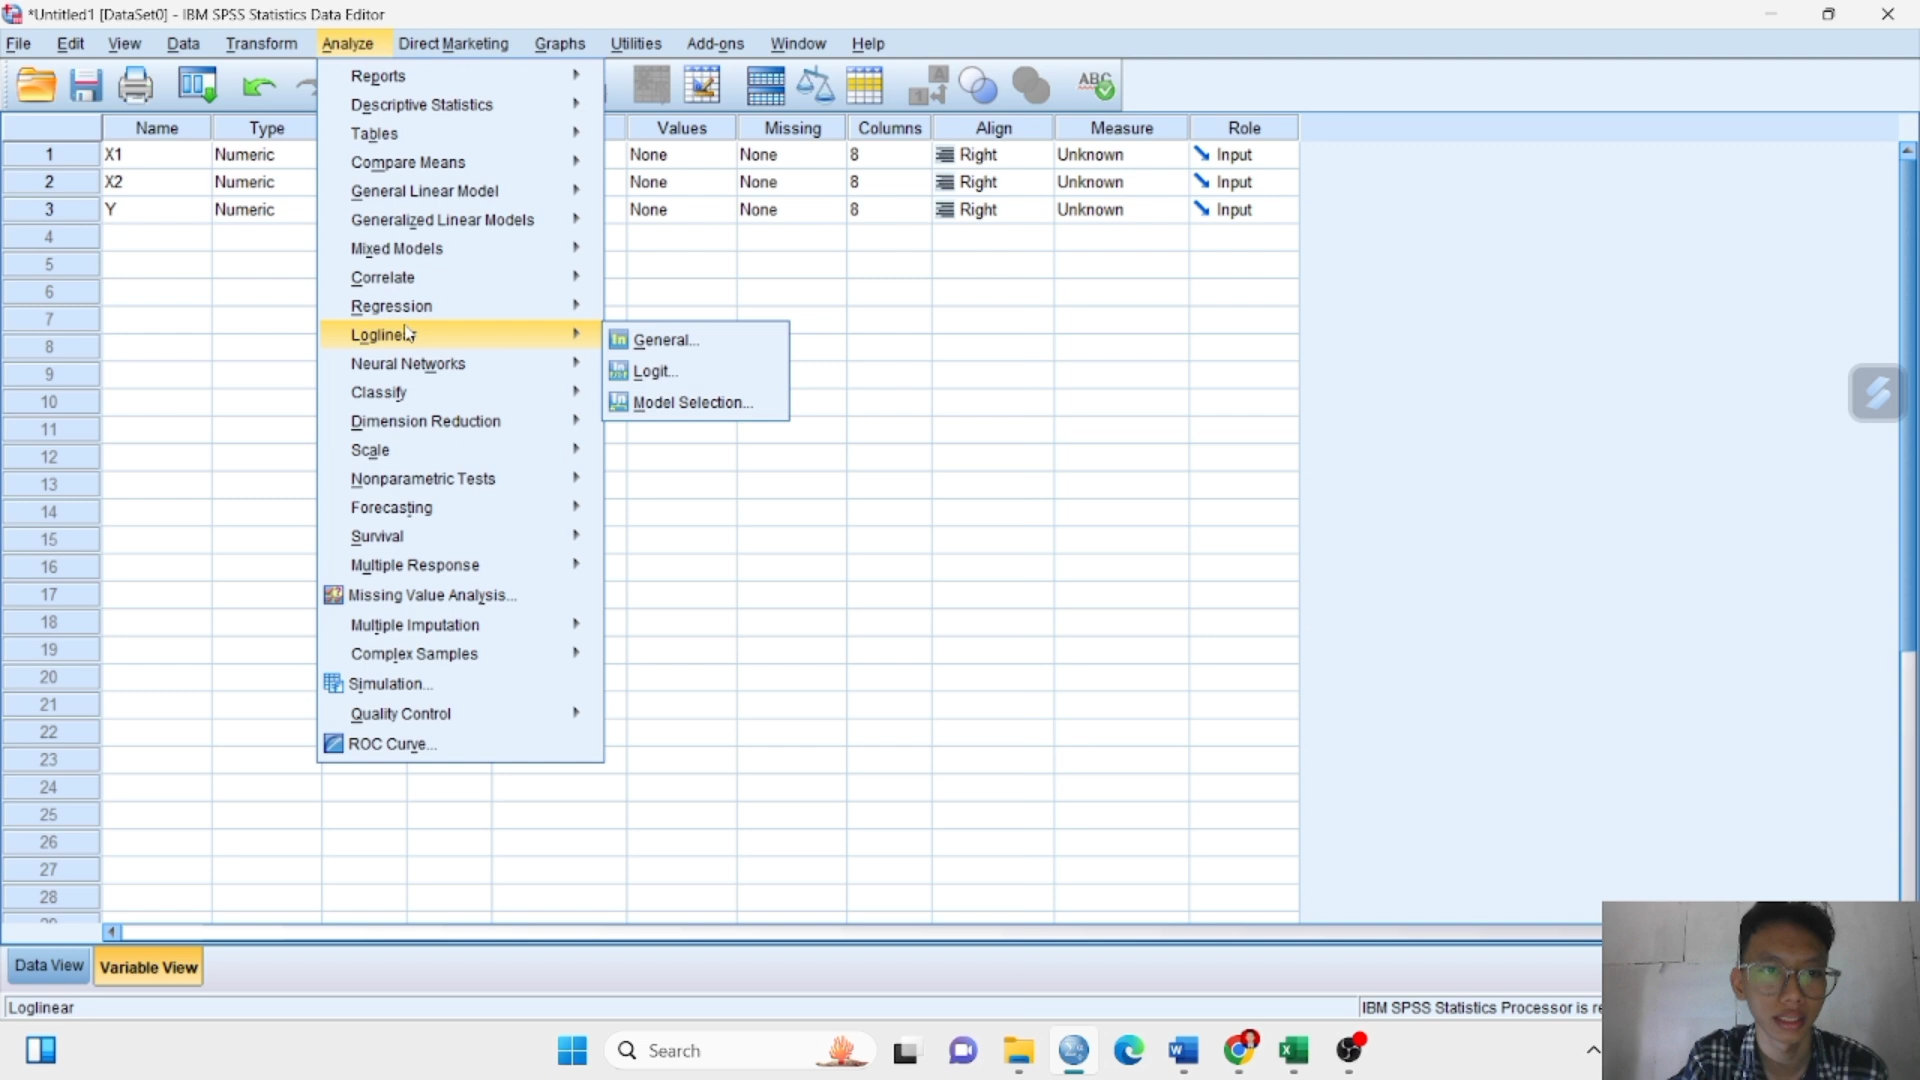 *Untitled1 [DataSet0] - IBM SPSS Statistics Data Editor
File Edit View Data Transform Analyze Direct Marketing Graphs Utilities Add-ons Window Help
Name Type Values Missing Columns Align Measure Role
1 X1 Numeric None None 8 Right Unknown Input
2 X2 Numeric None None 8 Right Unknown Input
3 Y Numeric None None 8 Right Unknown Input
4
5
6
7
8
9
10
11
12
13
14
15
16
17
18
19
20
21
22
23
24
25
26
27
28
Reports
Descriptive Statistics
Tables
Compare Means
General Linear Model
Generalized Linear Models
Mixed Models
Correlate
Regression
Loglinear
Neural Networks
Classify
Dimension Reduction
Scale
Nonparametric Tests
Forecasting
Survival
Multiple Response
Missing Value Analysis...
Multiple Imputation
Complex Samples
Simulation...
Quality Control
ROC Curve...
General...
Logit...
Model Selection...
Data View Variable View
Loglinear
IBM SPSS Statistics Processor is
Search